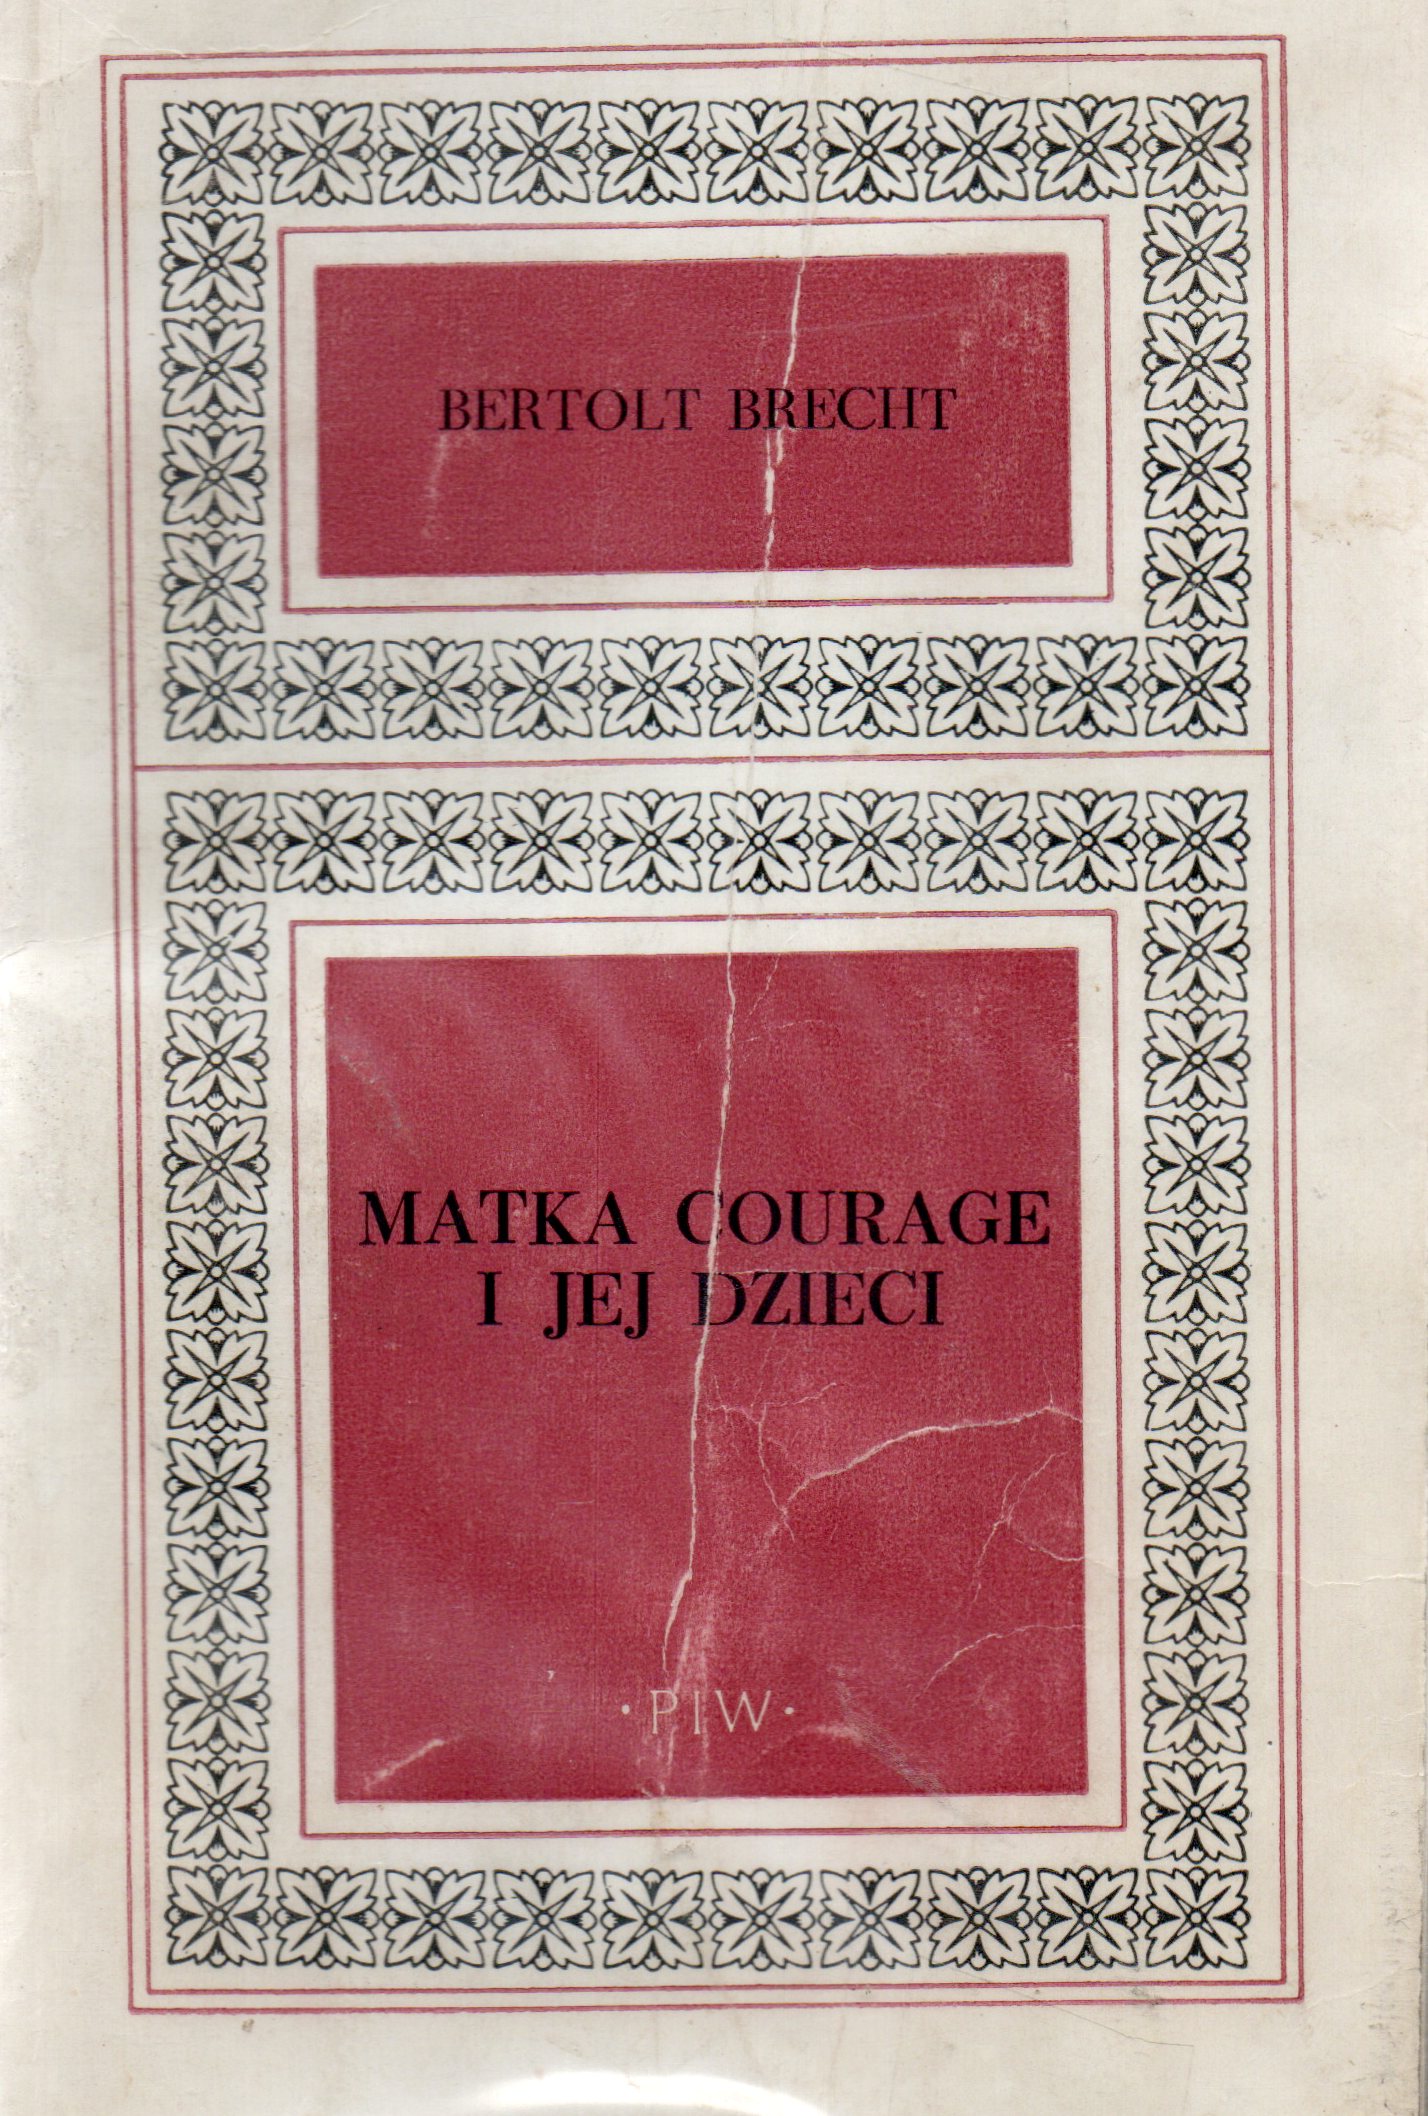 BERTOLT BRECHT
MATKA COURAGE
I JEJ DZIECI
· PIW ·